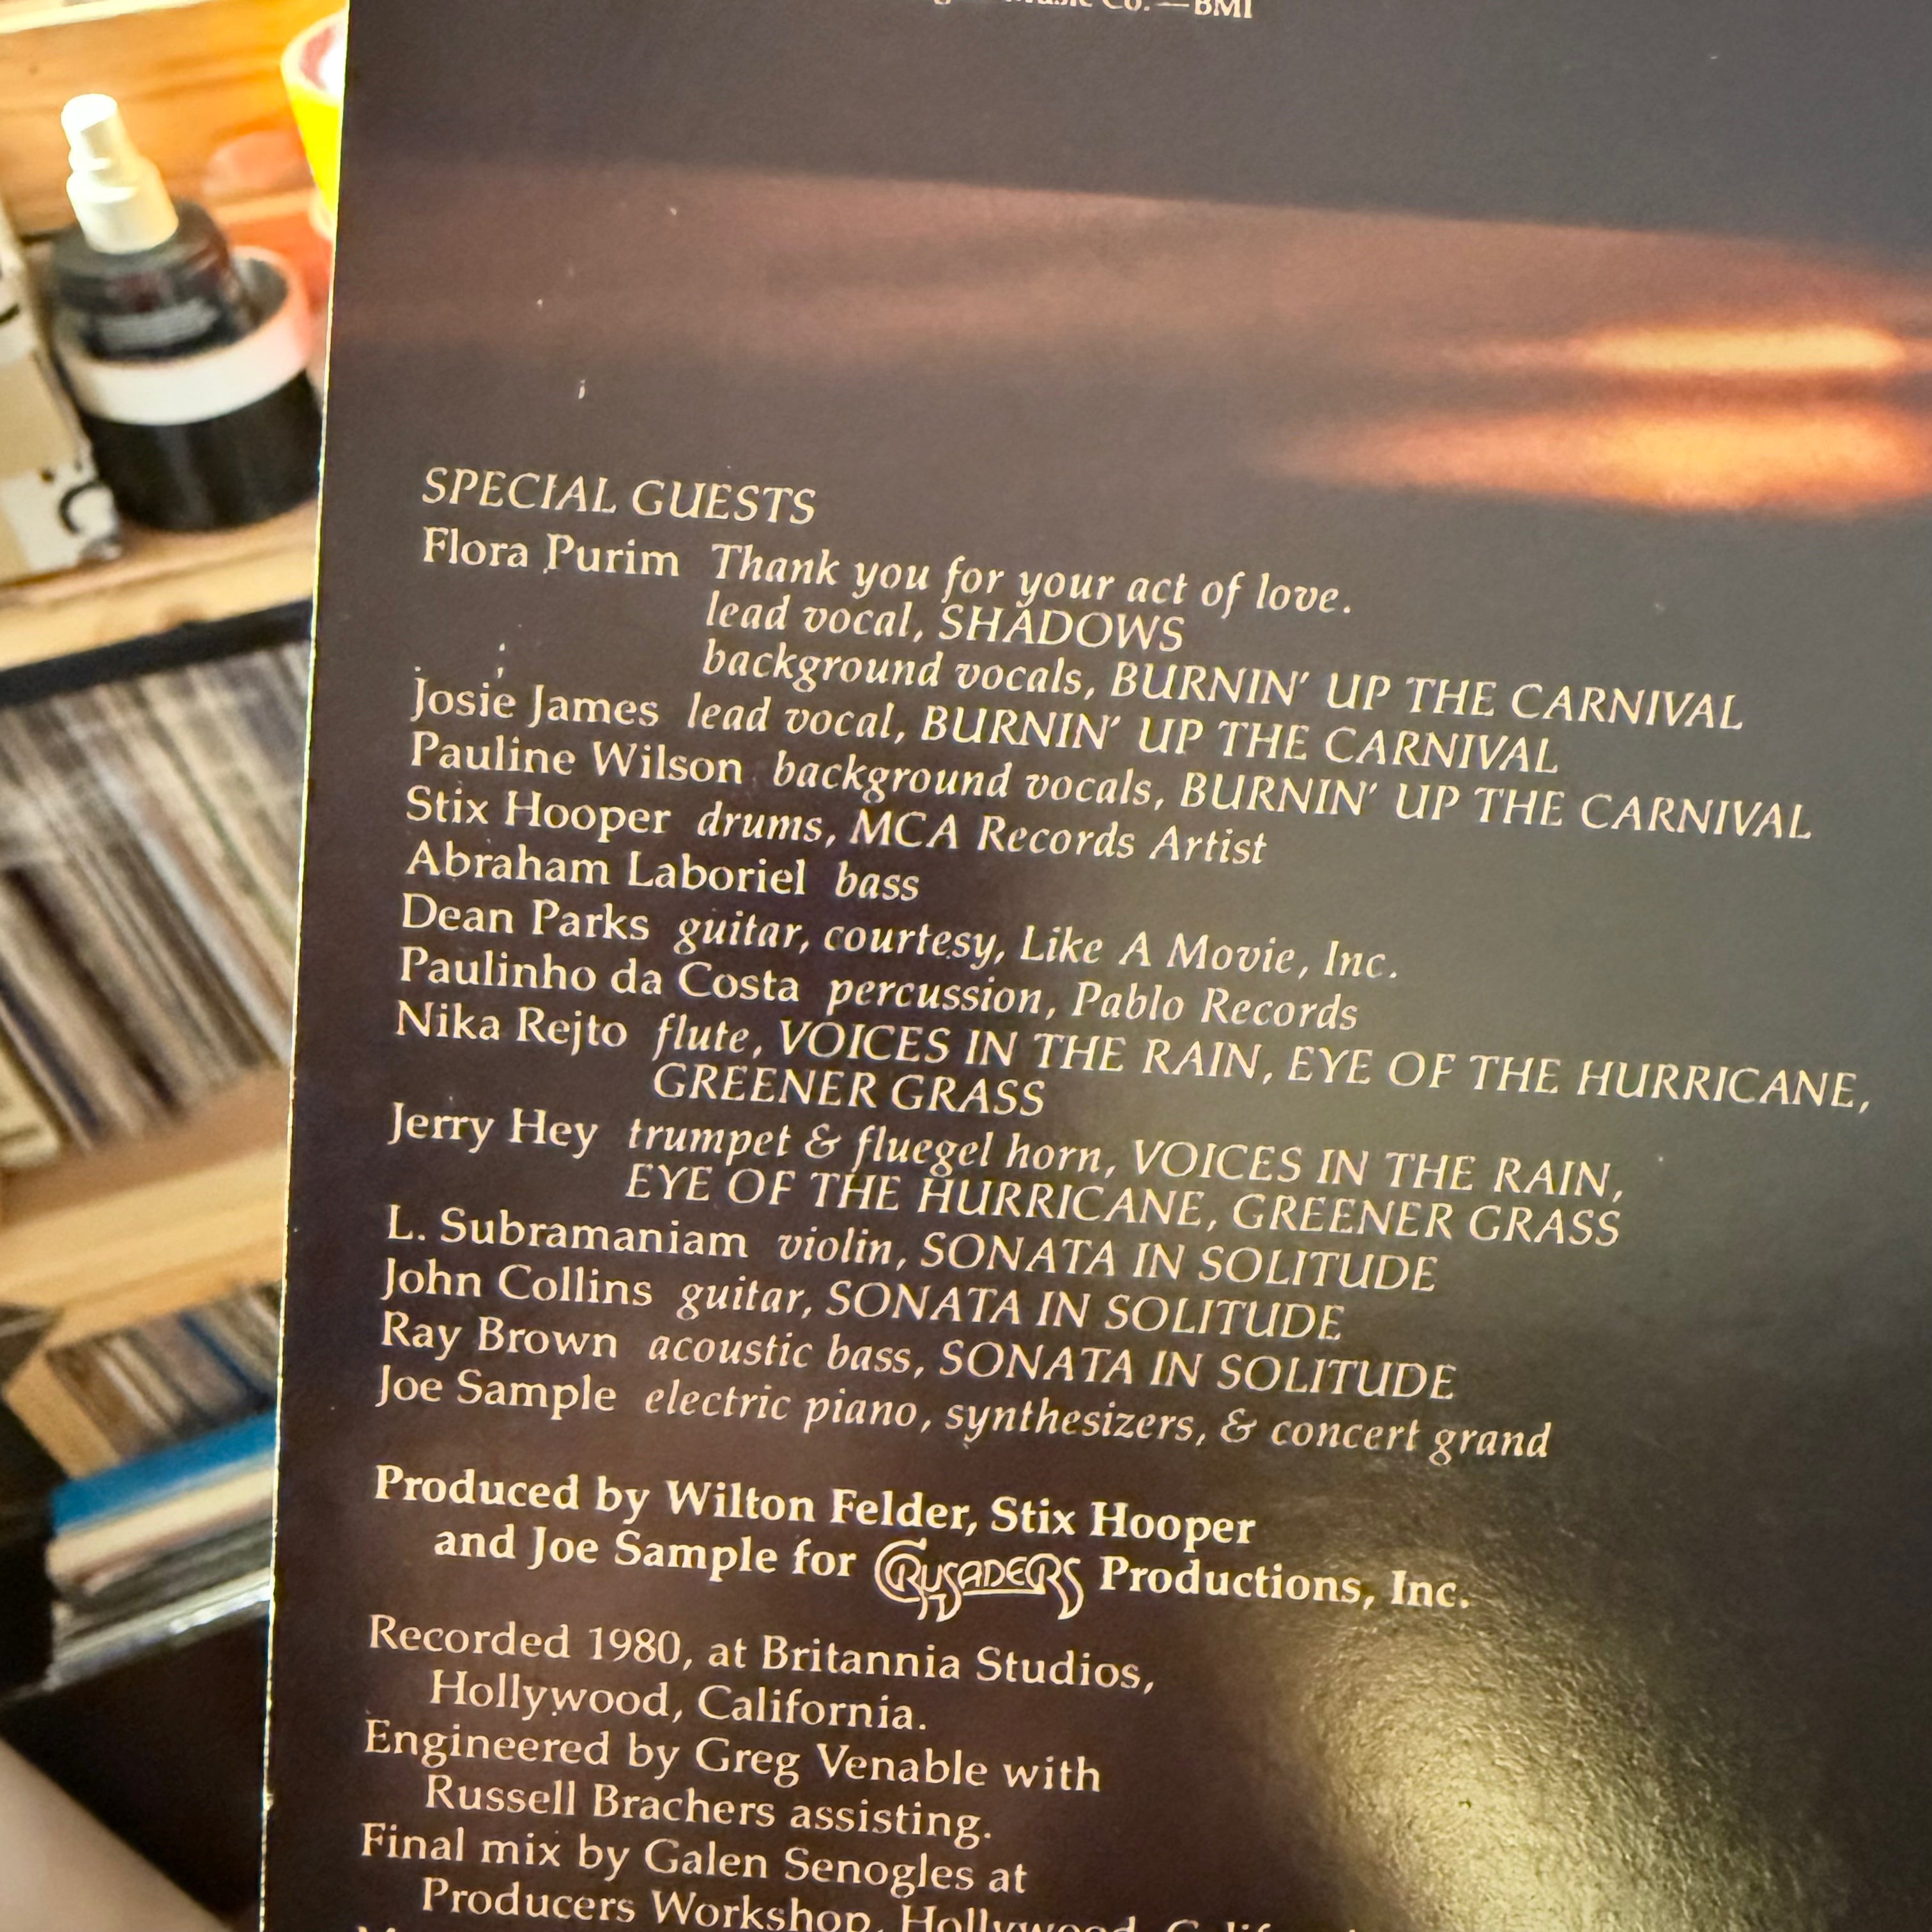 Co.—BMI
SPECIAL GUESTS
Flora Purim Thank you for your act of love.
lead vocal, SHADOWS
background vocals, BURNIN' UP THE CARNIVAL
Josie James lead vocal, BURNIN' UP THE CARNIVAL
Pauline Wilson background vocals, BURNIN' UP THE CARNIVAL
Stix Hooper drums, MCA Records Artist
Abraham Laboriel bass
Dean Parks guitar, courtesy, Like A Movie, Inc.
Paulinho da Costa percussion, Pablo Records
Nika Rejto flute, VOICES IN THE RAIN, EYE OF THE HURRICANE,
GREENER GRASS
Jerry Hey trumpet & fluegel horn, VOICES IN THE RAIN,
EYE OF THE HURRICANE, GREENER GRASS
L. Subramaniam violin, SONATA IN SOLITUDE
John Collins guitar, SONATA IN SOLITUDE
Ray Brown acoustic bass, SONATA IN SOLITUDE
Joe Sample electric piano, synthesizers, & concert grand
Produced by Wilton Felder, Stix Hooper
and Joe Sample for CRUSADERS Productions, Inc.
Recorded 1980, at Britannia Studios,
Hollywood, California.
Engineered by Greg Venable with
Russell Brachers assisting.
Final mix by Galen Senogles at
Producers Workshop, Hollywood,